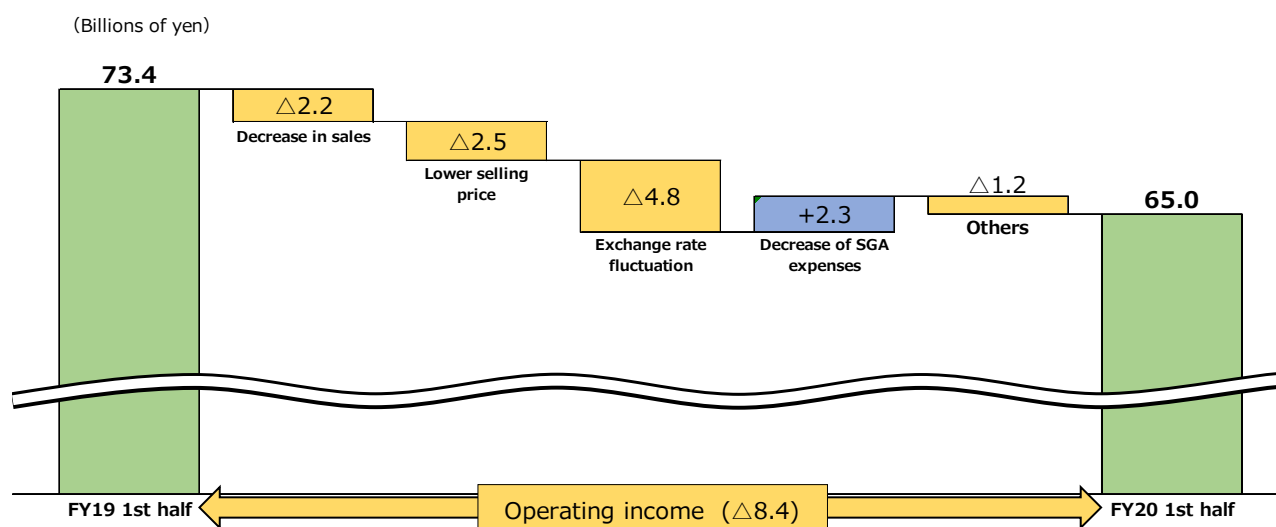 （Billions of yen）
73.4
△2.2
Decrease in sales
△2.5
Lower selling
price
△4.8
Exchange rate
fluctuation
+2.3
Decrease of SGA
expenses
△1.2
Others
65.0
FY19 1st half
Operating income（△8.4）
FY20 1st half